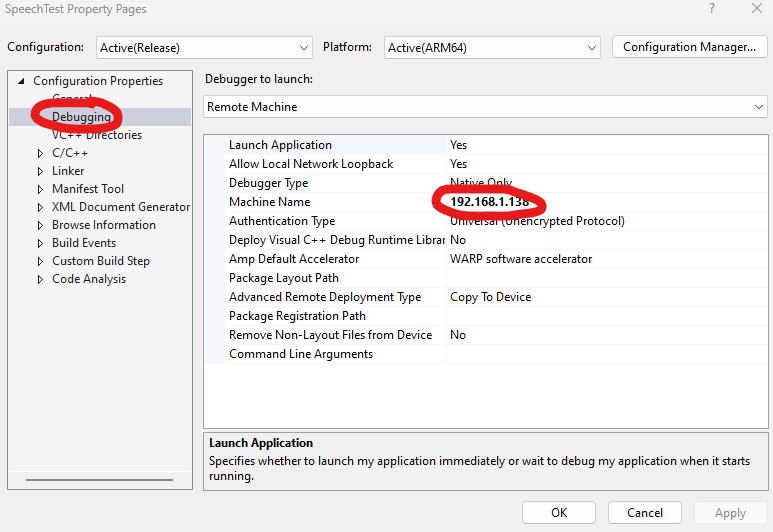 SpeechTest Property Pages
Configuration: Active(Release) Platform: Active(ARM64) Configuration Manager...
Configuration Properties
General
Debugging
VC++ Directories
C/C++
Linker
Manifest Tool
XML Document Generator
Browse Information
Build Events
Custom Build Step
Code Analysis
Debugger to launch:
Remote Machine
Launch Application Yes
Allow Local Network Loopback Yes
Debugger Type Native Only
Machine Name 192.168.1.138
Authentication Type Universal (Unencrypted Protocol)
Deploy Visual C++ Debug Runtime Librar No
Amp Default Accelerator WARP software accelerator
Package Layout Path
Advanced Remote Deployment Type Copy To Device
Package Registration Path
Remove Non-Layout Files from Device No
Command Line Arguments
Launch Application
Specifies whether to launch my application immediately or wait to debug my application when it starts
running.
OK Cancel Apply